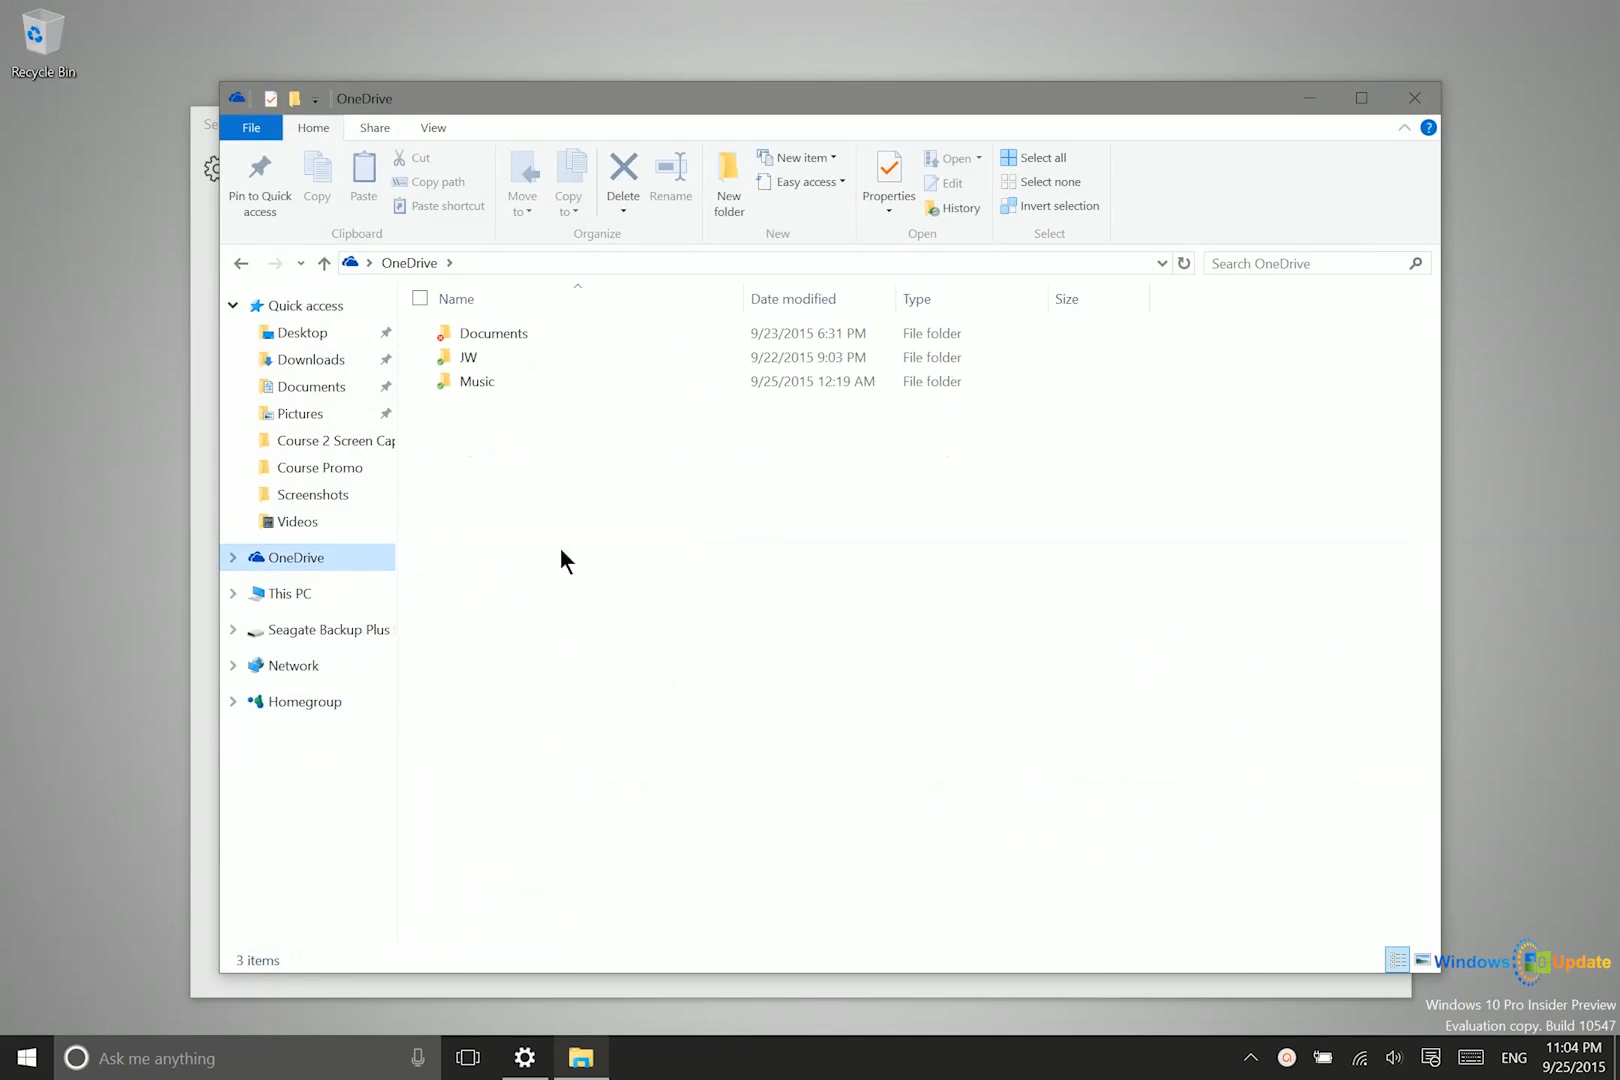 Recycle Bin
OneDrive
Se
File
Home
Share
View
Pin to Quick access
Copy
Paste
Cut
Copy path
Paste shortcut
Clipboard
Move to
Copy to
Delete
Rename
Organize
New folder
New item
Easy access
New
Properties
Open
Edit
History
Open
Select all
Select none
Invert selection
Select
OneDrive
Search OneDrive
Name
Date modified
Type
Size
Quick access
Desktop
Downloads
Documents
Pictures
Course 2 Screen Cap
Course Promo
Screenshots
Videos
OneDrive
This PC
Seagate Backup Plus
Network
Homegroup
Documents 9/23/2015 6:31 PM File folder
JW 9/22/2015 9:03 PM File folder
Music 9/25/2015 12:19 AM File folder
3 items
Windows 10 Update
Windows 10 Pro Insider Preview
Evaluation copy. Build 10547
Ask me anything
ENG
11:04 PM
9/25/2015